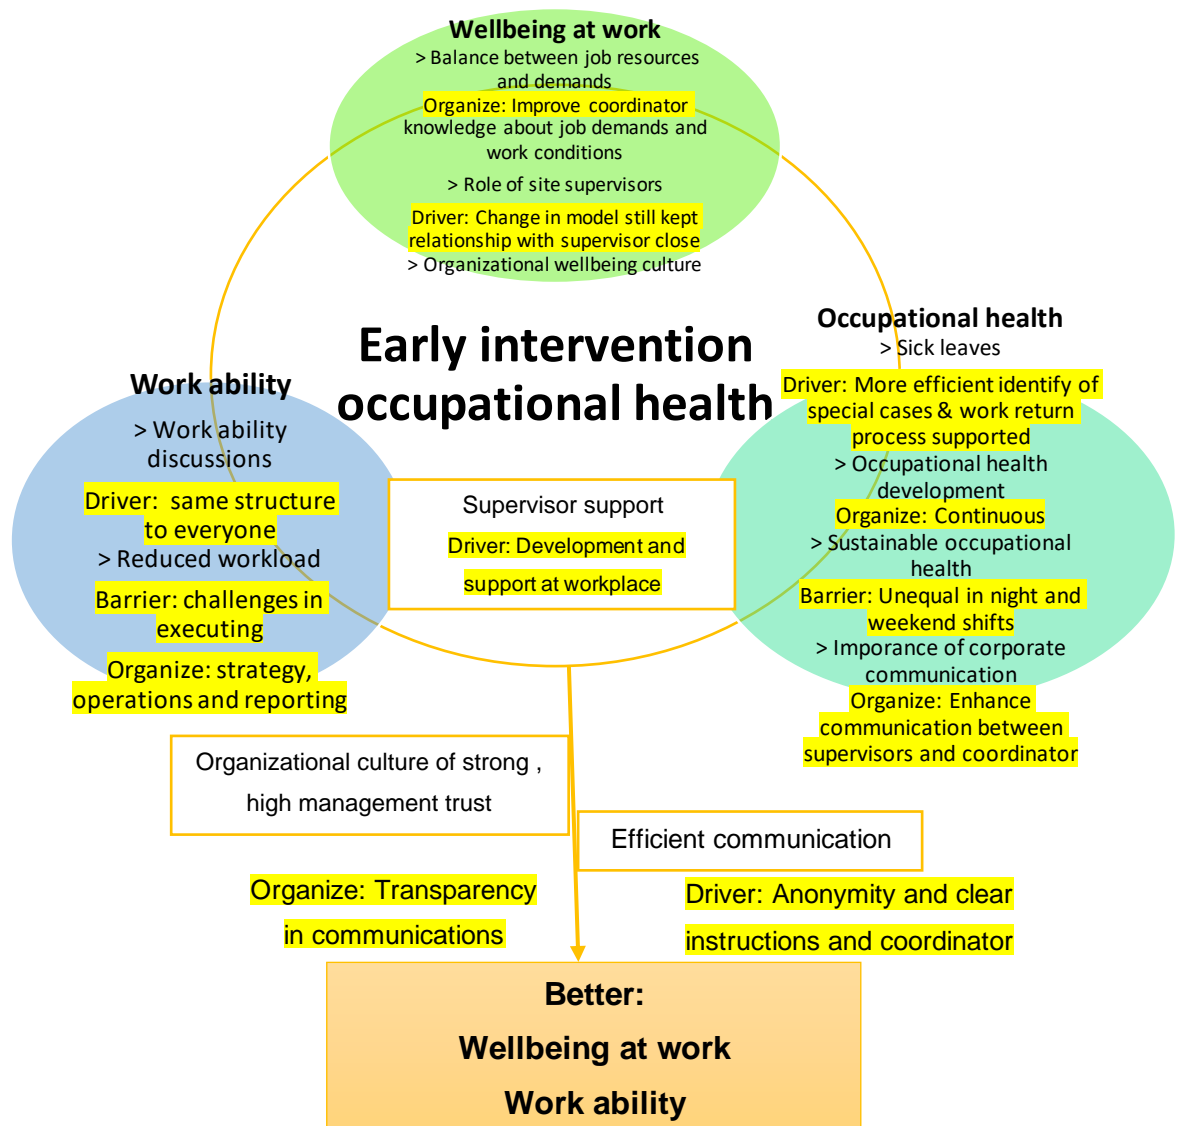 Wellbeing at work
> Balance between job resources
and demands
Organize: Improve coordinator
knowledge about job demands and
work conditions
> Role of site supervisors
Driver: Change in model still kept
relationship with supervisor close
> Organizational wellbeing culture
Early intervention
occupational health
Work ability
> Work ability
discussions
Driver: same structure
to everyone
> Reduced workload
Barrier: challenges in
executing
Organize: strategy,
operations and reporting
Supervisor support
Driver: Development and
support at workplace
Occupational health
> Sick leaves
Driver: More efficient identify of
special cases & work return
process supported
> Occupational health
development
Organize: Continuous
> Sustainable occupational
health
Barrier: Unequal in night and
weekend shifts
> Imporance of corporate
communication
Organize: Enhance
communication between
supervisors and coordinator
Organizational culture of strong ,
high management trust
Efficient communication
Organize: Transparency
in communications
Driver: Anonymity and clear
instructions and coordinator
Better:
Wellbeing at work
Work ability